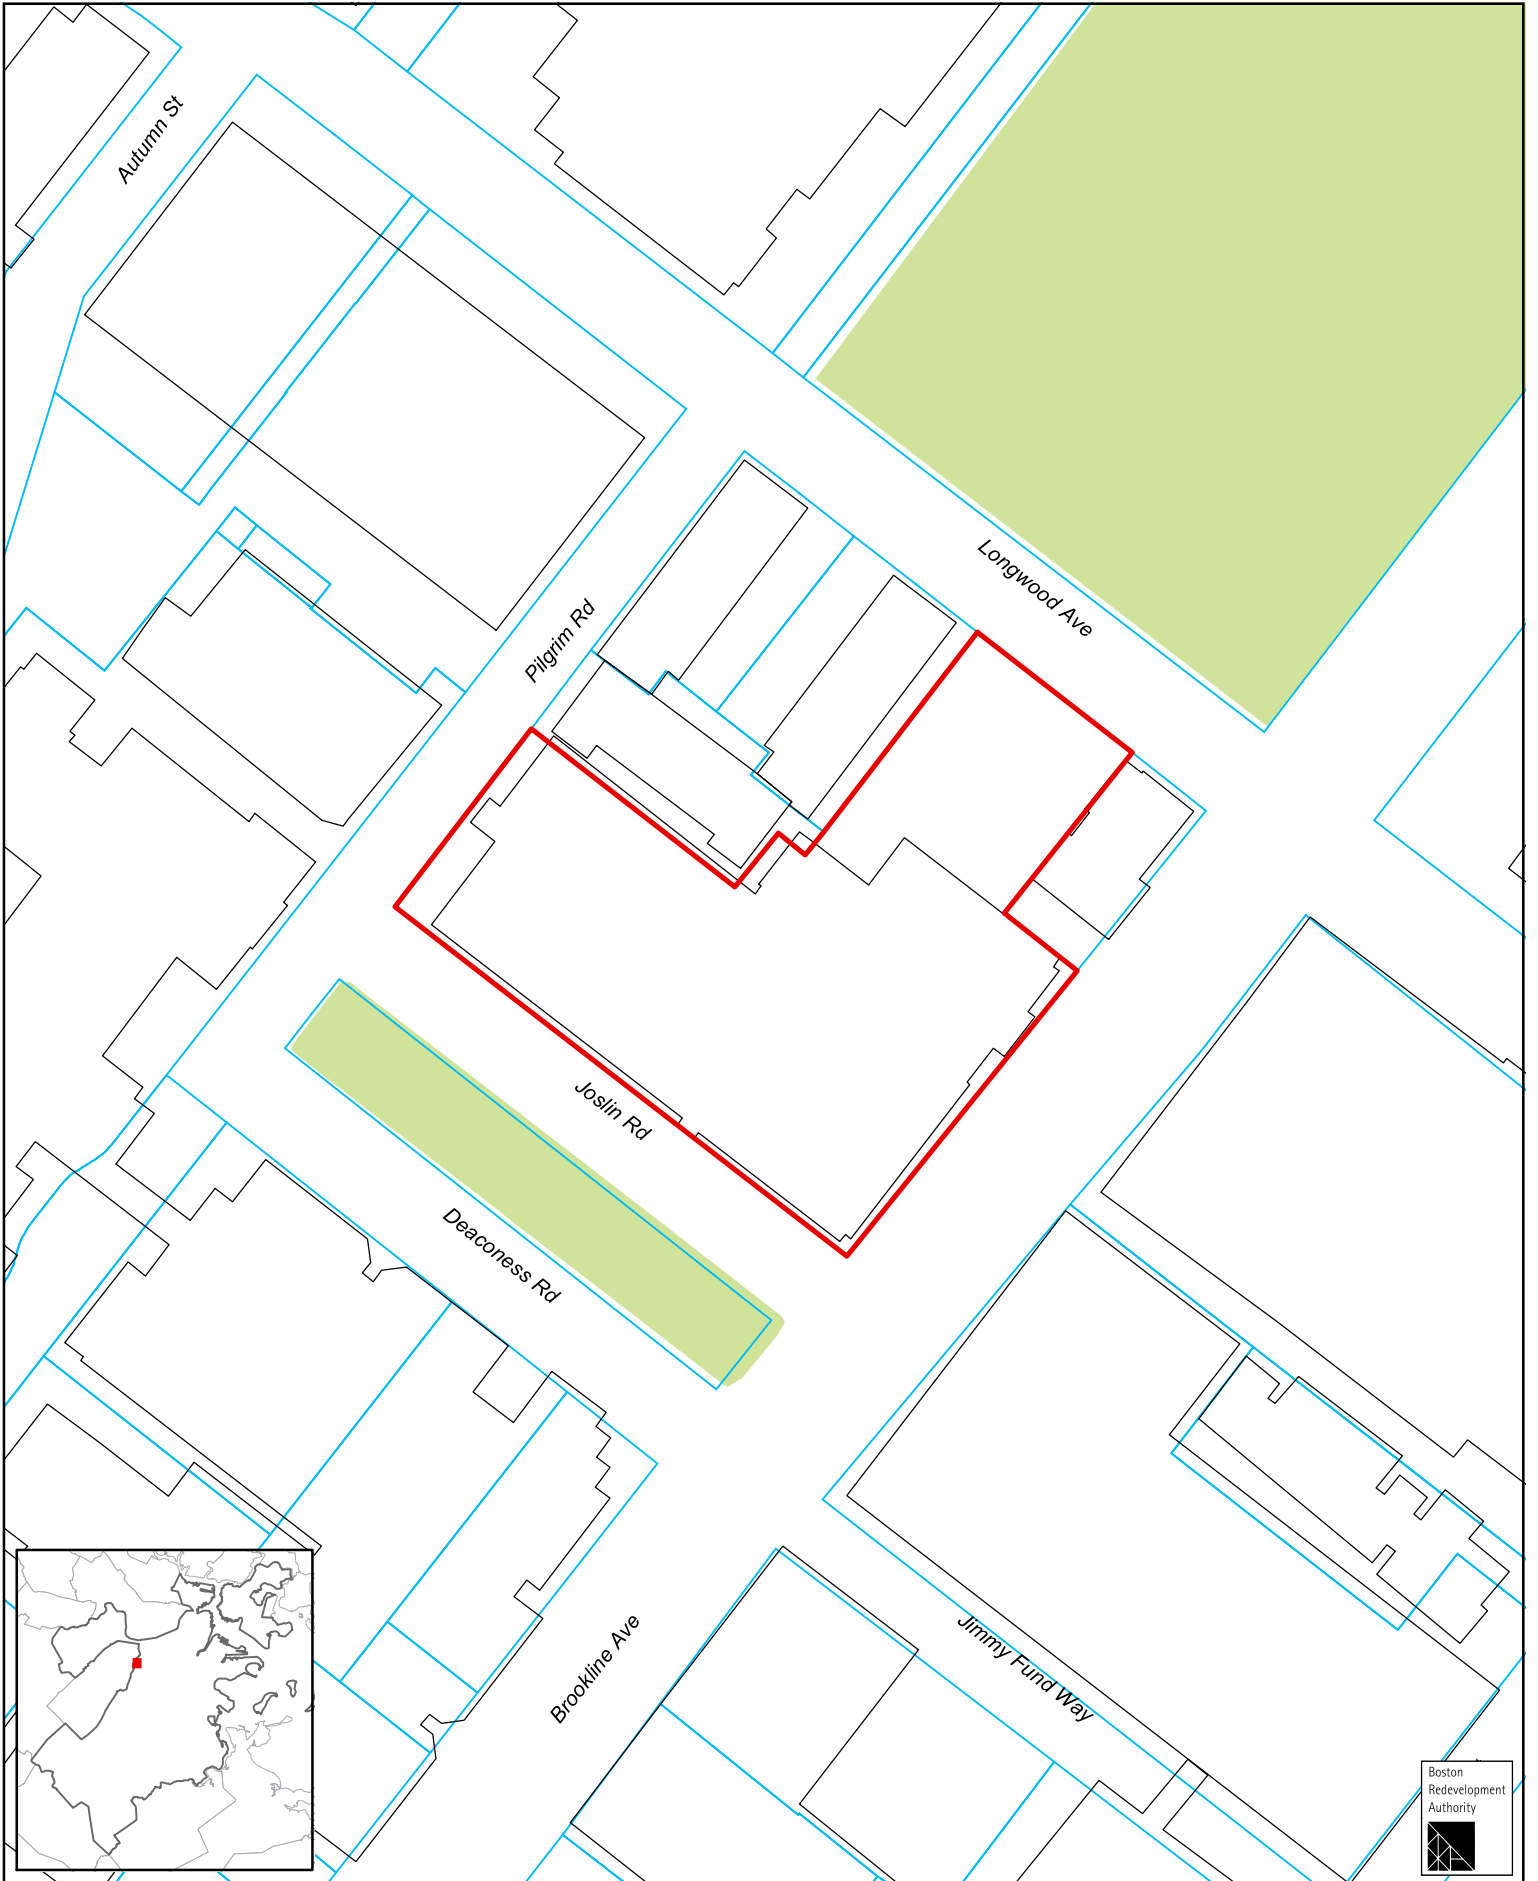 Autumn St
Longwood Ave
Pilgrim Rd
Joslin Rd
Deaconess Rd
Brookline Ave
Jimmy Fund Way
Boston
Redevelopment
Authority